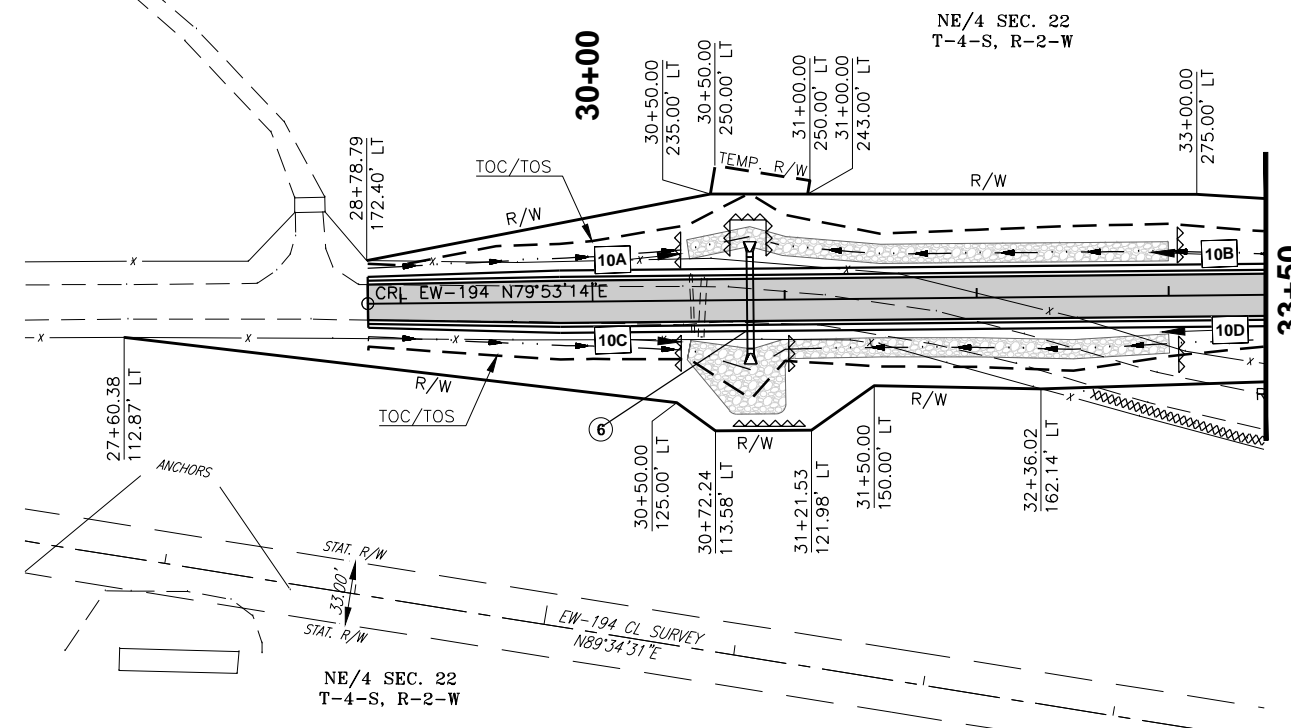 NE/4 SEC. 22
T-4-S, R-2-W
30+00
30+50.00
235.00' LT
30+50.00
250.00' LT
31+00.00
250.00' LT
31+00.00
243.00' LT
33+00.00
275.00' LT
28+78.79
172.40' LT
TOC/TOS
TEMP. R/W
R/W
R/W
10A
10B
CRL EW-194 N79°53'14"E
33+50
10C
10D
TOC/TOS
R/W
R/W
R/W
6
27+60.38
112.87' LT
30+50.00
125.00' LT
30+72.24
113.58' LT
31+21.53
121.98' LT
31+50.00
150.00' LT
32+36.02
162.14' LT
ANCHORS
STAT. R/W
33.00'
STAT. R/W
EW-194 CL SURVEY
N89°34'31"E
NE/4 SEC. 22
T-4-S, R-2-W